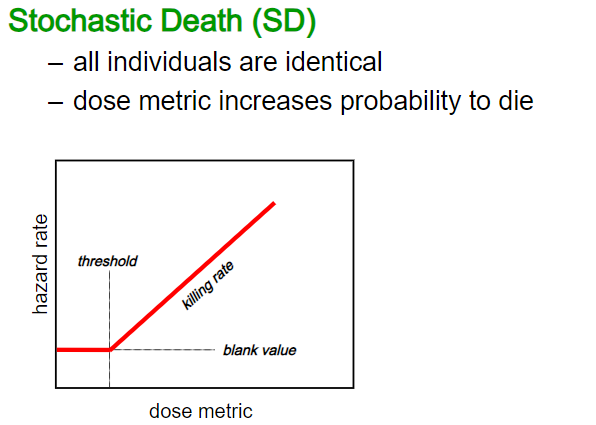 Stochastic Death (SD)
– all individuals are identical
– dose metric increases probability to die
hazard rate
threshold
killing rate
blank value
dose metric